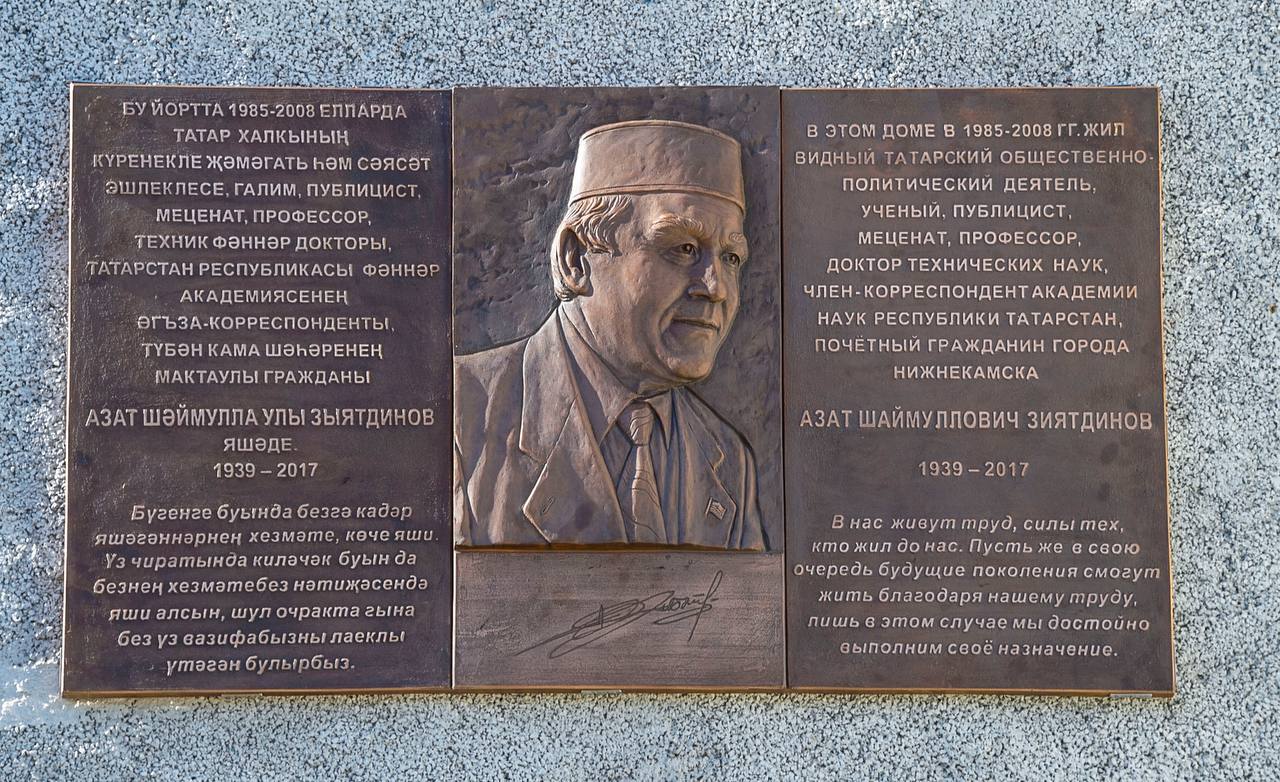 БУ ЙОРТТА 1985-2008 ЕЛЛАРДА
ТАТАР ХАЛКЫНЫҢ
КҮРЕНЕКЛЕ ҖӘМӘГАТЬ ҺӘМ СӘЯСӘТ
ЭШЛЕКЛЕСЕ, ГАЛИМ, ПУБЛИЦИСТ,
МЕЦЕНАТ, ПРОФЕССОР,
ТЕХНИК ФӘННӘР ДОКТОРЫ,
ТАТАРСТАН РЕСПУБЛИКАСЫ ФӘННӘР
АКАДЕМИЯСЕНЕҢ
ӘГЪЗА-КОРРЕСПОНДЕНТЫ,
ТҮБӘН КАМА ШӘҺӘРЕНЕҢ
МАКТАУЛЫ ГРАЖДАНЫ
АЗАТ ШӘЙМУЛЛА УЛЫ ЗЫЯТДИНОВ
ЯШӘДЕ.
1939 – 2017
Бүгенге буында безгә кадәр
яшәгәннәрнең хезмәте, көче яши.
Үз чиратында киләчәк буын да
безнең хезмәтебез нәтиҗәсендә
яши алсын, шул очракта гына
без үз вазифабызны лаеклы
үтәгән булырбыз.
В ЭТОМ ДОМЕ В 1985-2008 ГГ. ЖИЛ
ВИДНЫЙ ТАТАРСКИЙ ОБЩЕСТВЕННО-
ПОЛИТИЧЕСКИЙ ДЕЯТЕЛЬ,
УЧЕНЫЙ, ПУБЛИЦИСТ,
МЕЦЕНАТ, ПРОФЕССОР,
ДОКТОР ТЕХНИЧЕСКИХ НАУК,
ЧЛЕН-КОРРЕСПОНДЕНТ АКАДЕМИИ
НАУК РЕСПУБЛИКИ ТАТАРСТАН,
ПОЧЁТНЫЙ ГРАЖДАНИН ГОРОДА
НИЖНЕКАМСКА
АЗАТ ШАЙМУЛЛОВИЧ ЗИЯТДИНОВ
1939 – 2017
В нас живут труд, силы тех,
кто жил до нас. Пусть же в свою
очередь будущие поколения смогут
жить благодаря нашему труду,
лишь в этом случае мы достойно
выполним своё назначение.